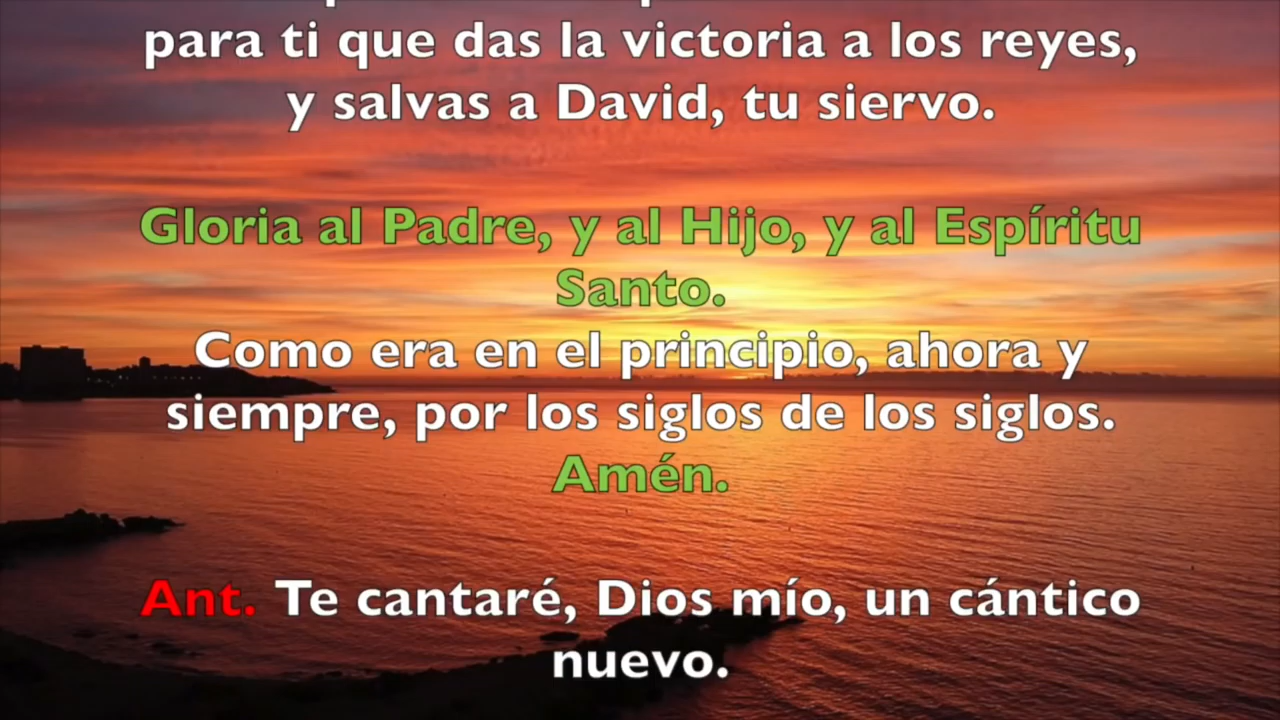 para ti que das la victoria a los reyes,
y salvas a David, tu siervo.
Gloria al Padre, y al Hijo, y al Espíritu
Santo.
Como era en el principio, ahora y
siempre, por los siglos de los siglos.
Amén.
Ant. Te cantaré, Dios mío, un cántico
nuevo.